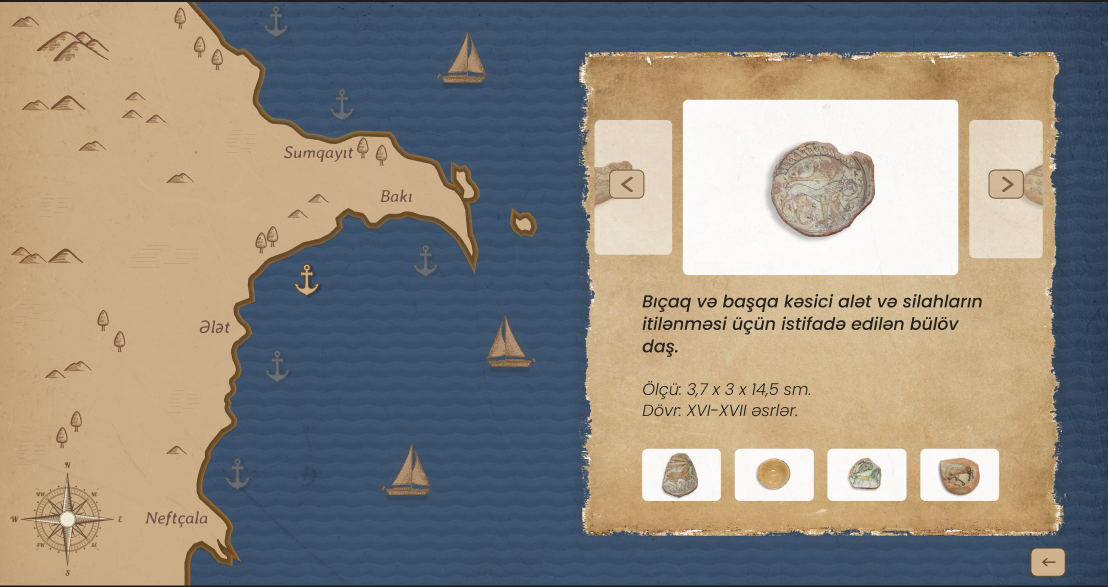 Sumqayıt
Bakı
Ələt
Neftçala
N
W
E
S
Bıçaq və başqa kəsici alət və silahların
itilənməsi üçün istifadə edilən bülöv
daş.
Ölçü: 3,7 x 3 x 14,5 sm.
Dövr: XVI-XVII əsrlər.